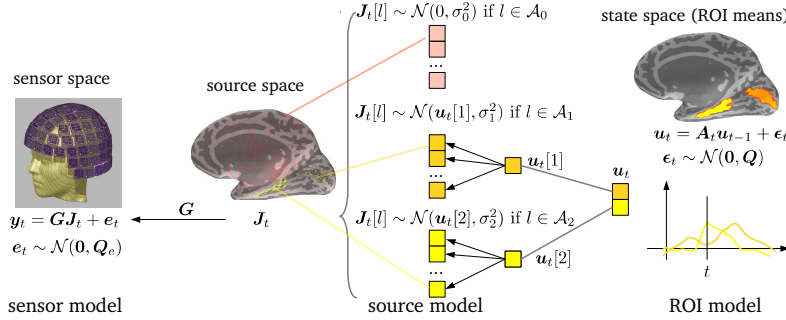 sensor space
y_t = GJ_t + e_t
e_t ∼ N(0, Q_e)
sensor model
G
source space
J_t
J_t[l] ∼ N(0, σ_0^2) if l ∈ A_0
...
J_t[l] ∼ N(u_t[1], σ_1^2) if l ∈ A_1
...
u_t[1]
J_t[l] ∼ N(u_t[2], σ_2^2) if l ∈ A_2
...
u_t[2]
source model
u_t
state space (ROI means)
u_t = A_t u_{t−1} + ϵ_t
ϵ_t ∼ N(0, Q)
t
ROI model